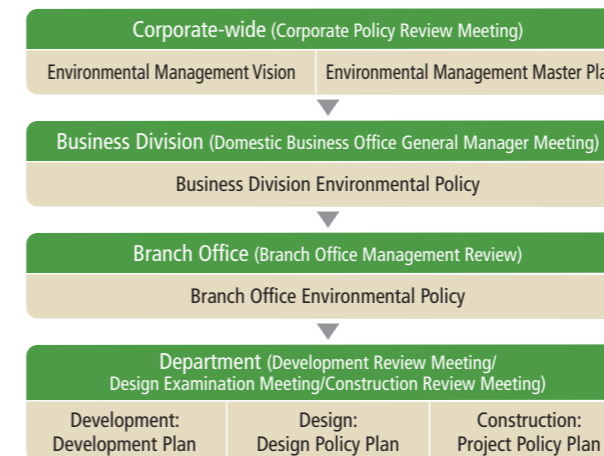 Corporate-wide (Corporate Policy Review Meeting)
Environmental Management Vision
Environmental Management Master
Business Division (Domestic Business Office General Manager Meeting)
Business Division Environmental Policy
Branch Office (Branch Office Management Review)
Branch Office Environmental Policy
Department (Development Review Meeting/
Design Examination Meeting/Construction Review Meeting)
Development:
Development Plan
Design:
Design Policy Plan
Construction:
Project Policy Plan